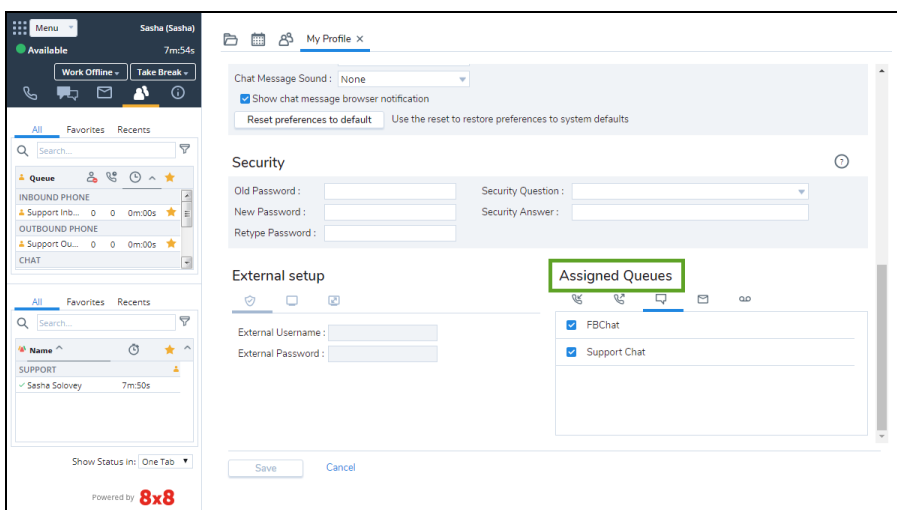 Menu
Sasha (Sasha)
Available
7m:54s
Work Offline
Take Break
All Favorites Recents
Search...
Queue
INBOUND PHONE
Support Inb... 0 0 0m:00s
OUTBOUND PHONE
Support Ou... 0 0 0m:00s
CHAT
All Favorites Recents
Search...
Name
SUPPORT
Sasha Solovey 7m:50s
Show Status in: One Tab
Powered by 8x8
My Profile ×
Chat Message Sound : None
Show chat message browser notification
Reset preferences to default Use the reset to restore preferences to system defaults
Security
?
Old Password :
Security Question :
New Password :
Security Answer :
Retype Password :
External setup
External Username :
External Password :
Assigned Queues
FBChat
Support Chat
Save Cancel